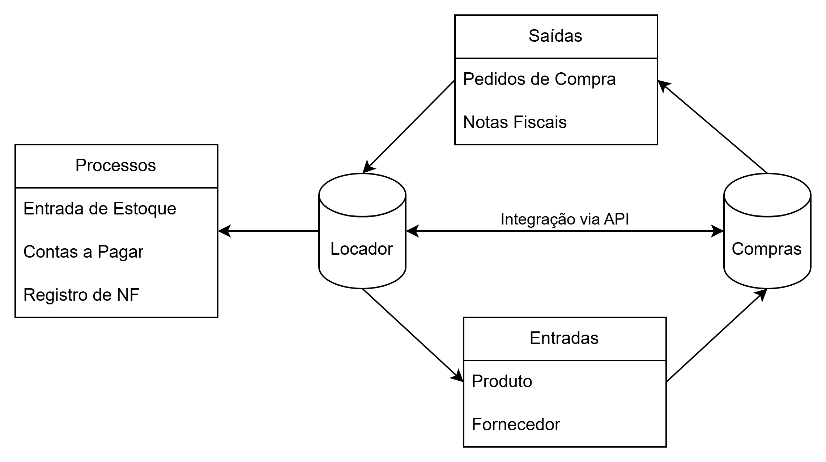 Saídas
Pedidos de Compra
Notas Fiscais
Processos
Entrada de Estoque
Contas a Pagar
Registro de NF
Locador
Integração via API
Compras
Entradas
Produto
Fornecedor